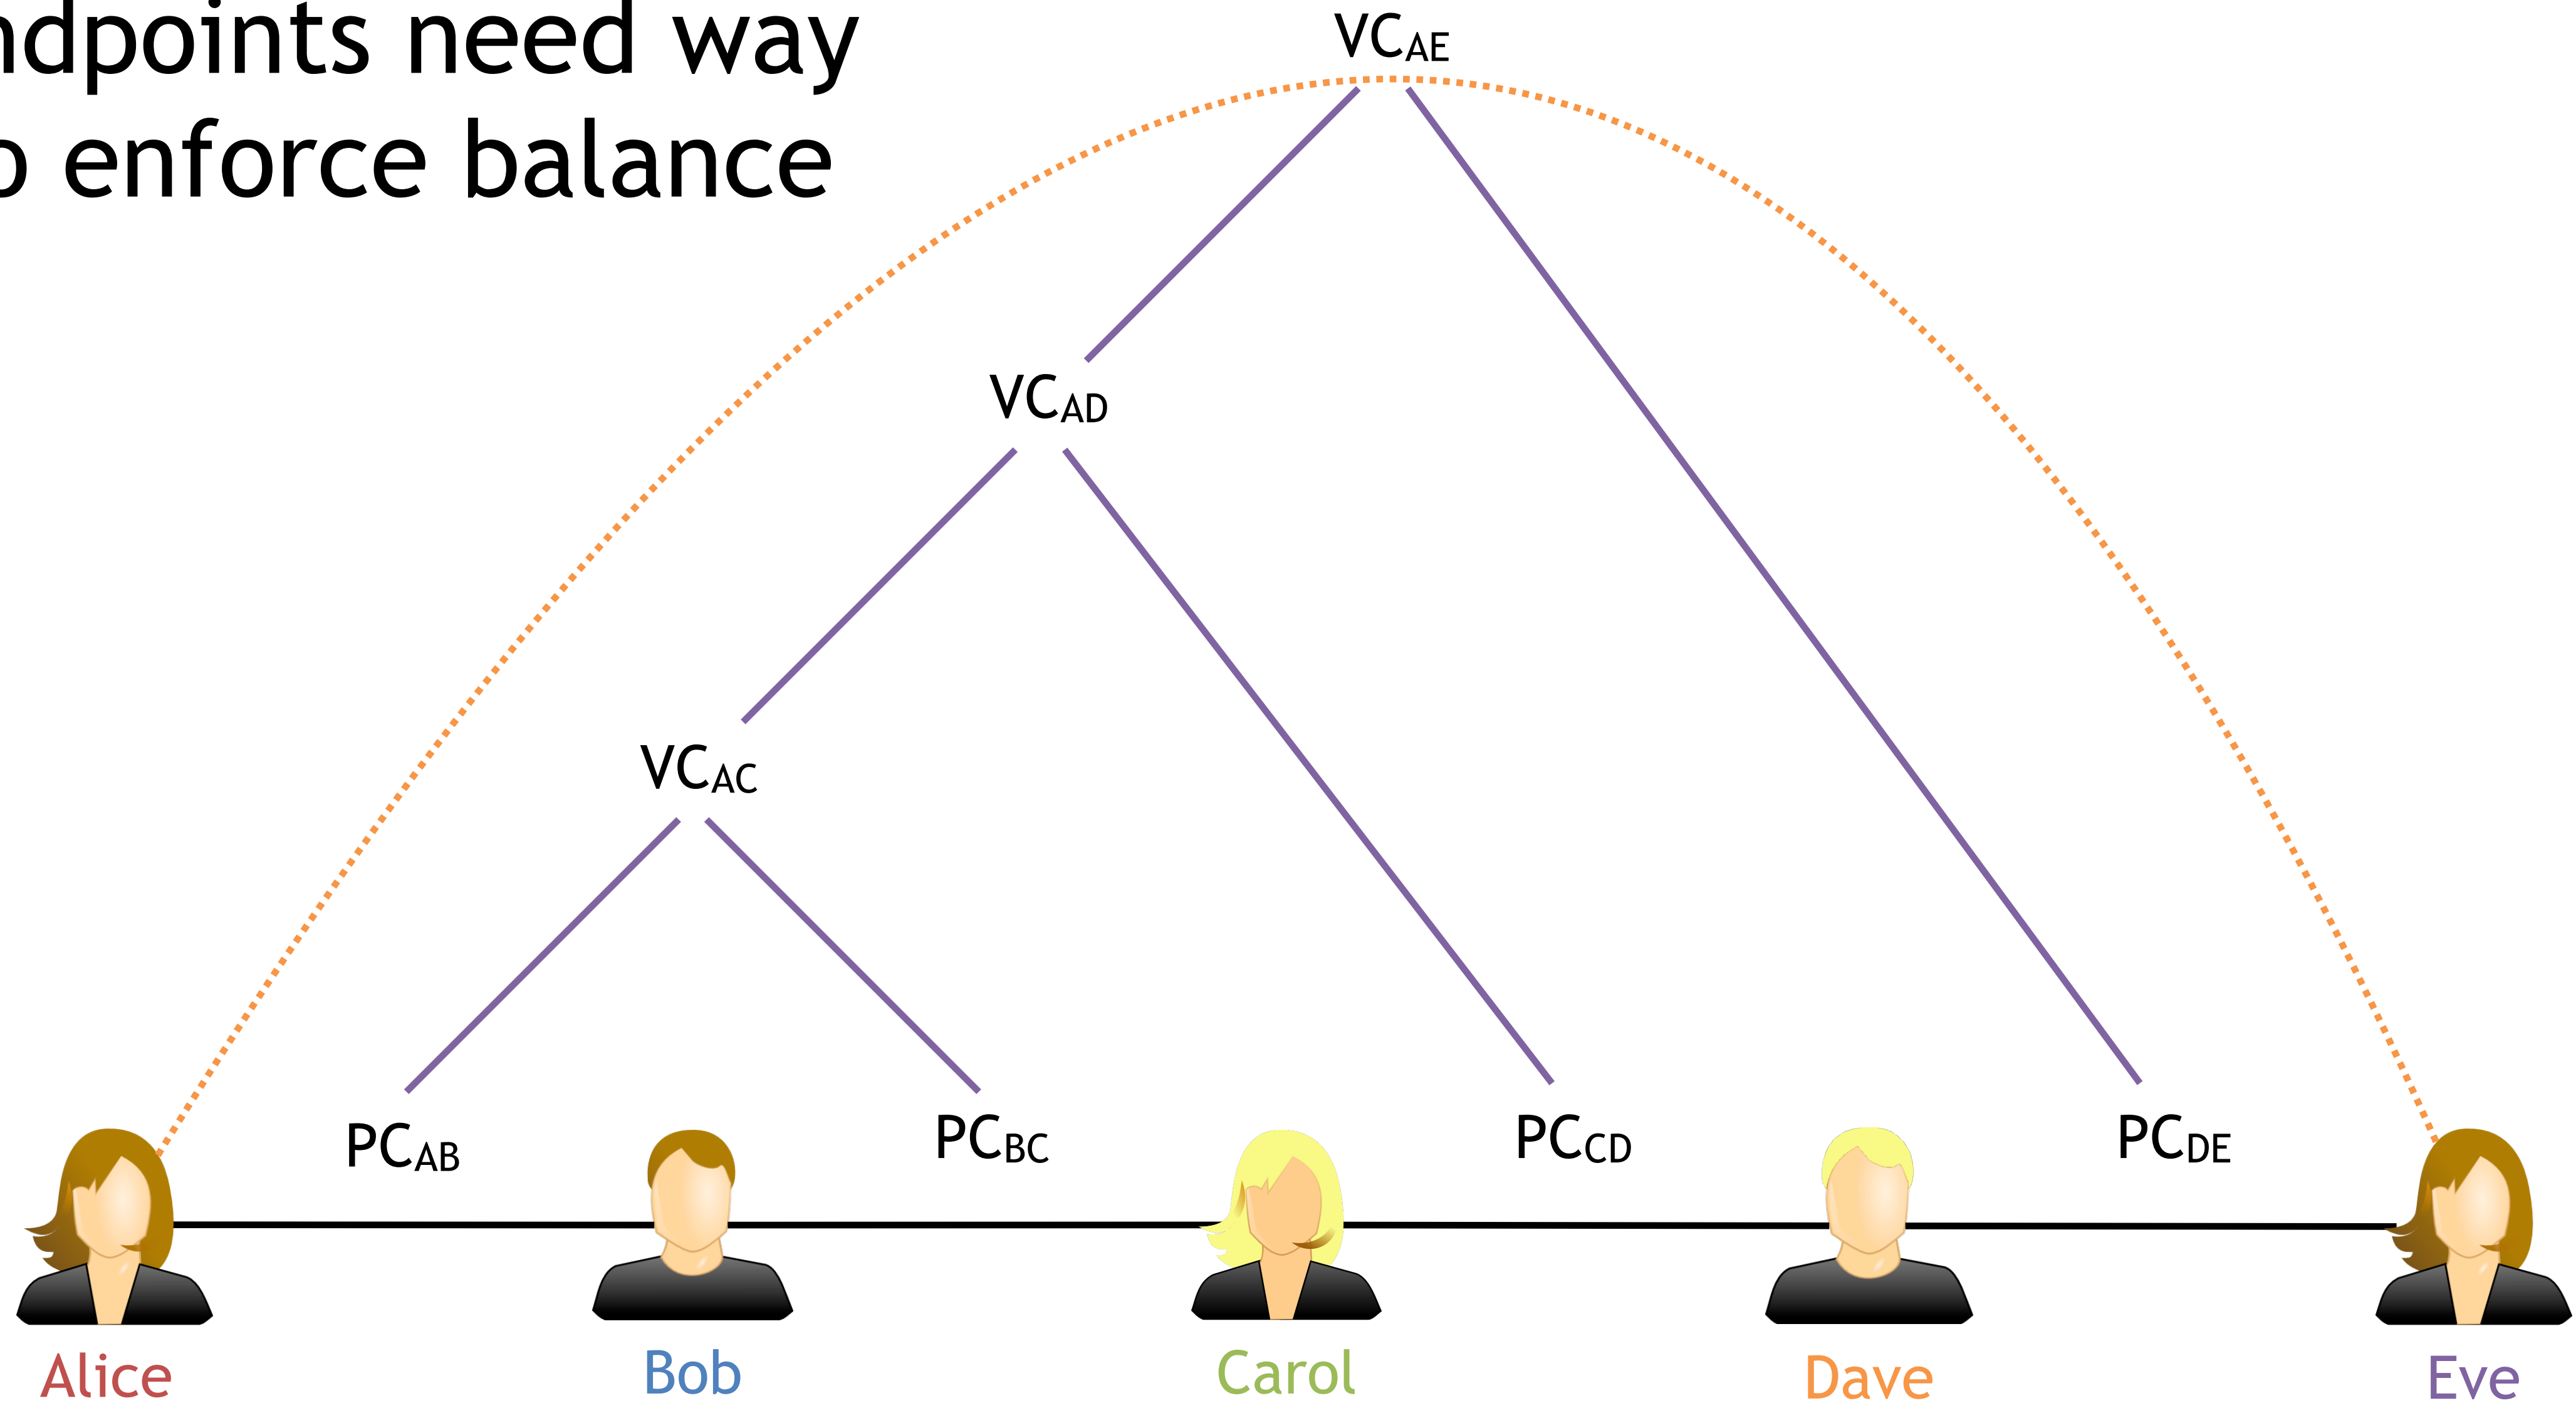 ndpoints need way
o enforce balance
VCAE
VCAD
VCAC
PCAB
PCBC
PCCD
PCDE
Alice
Bob
Carol
Dave
Eve